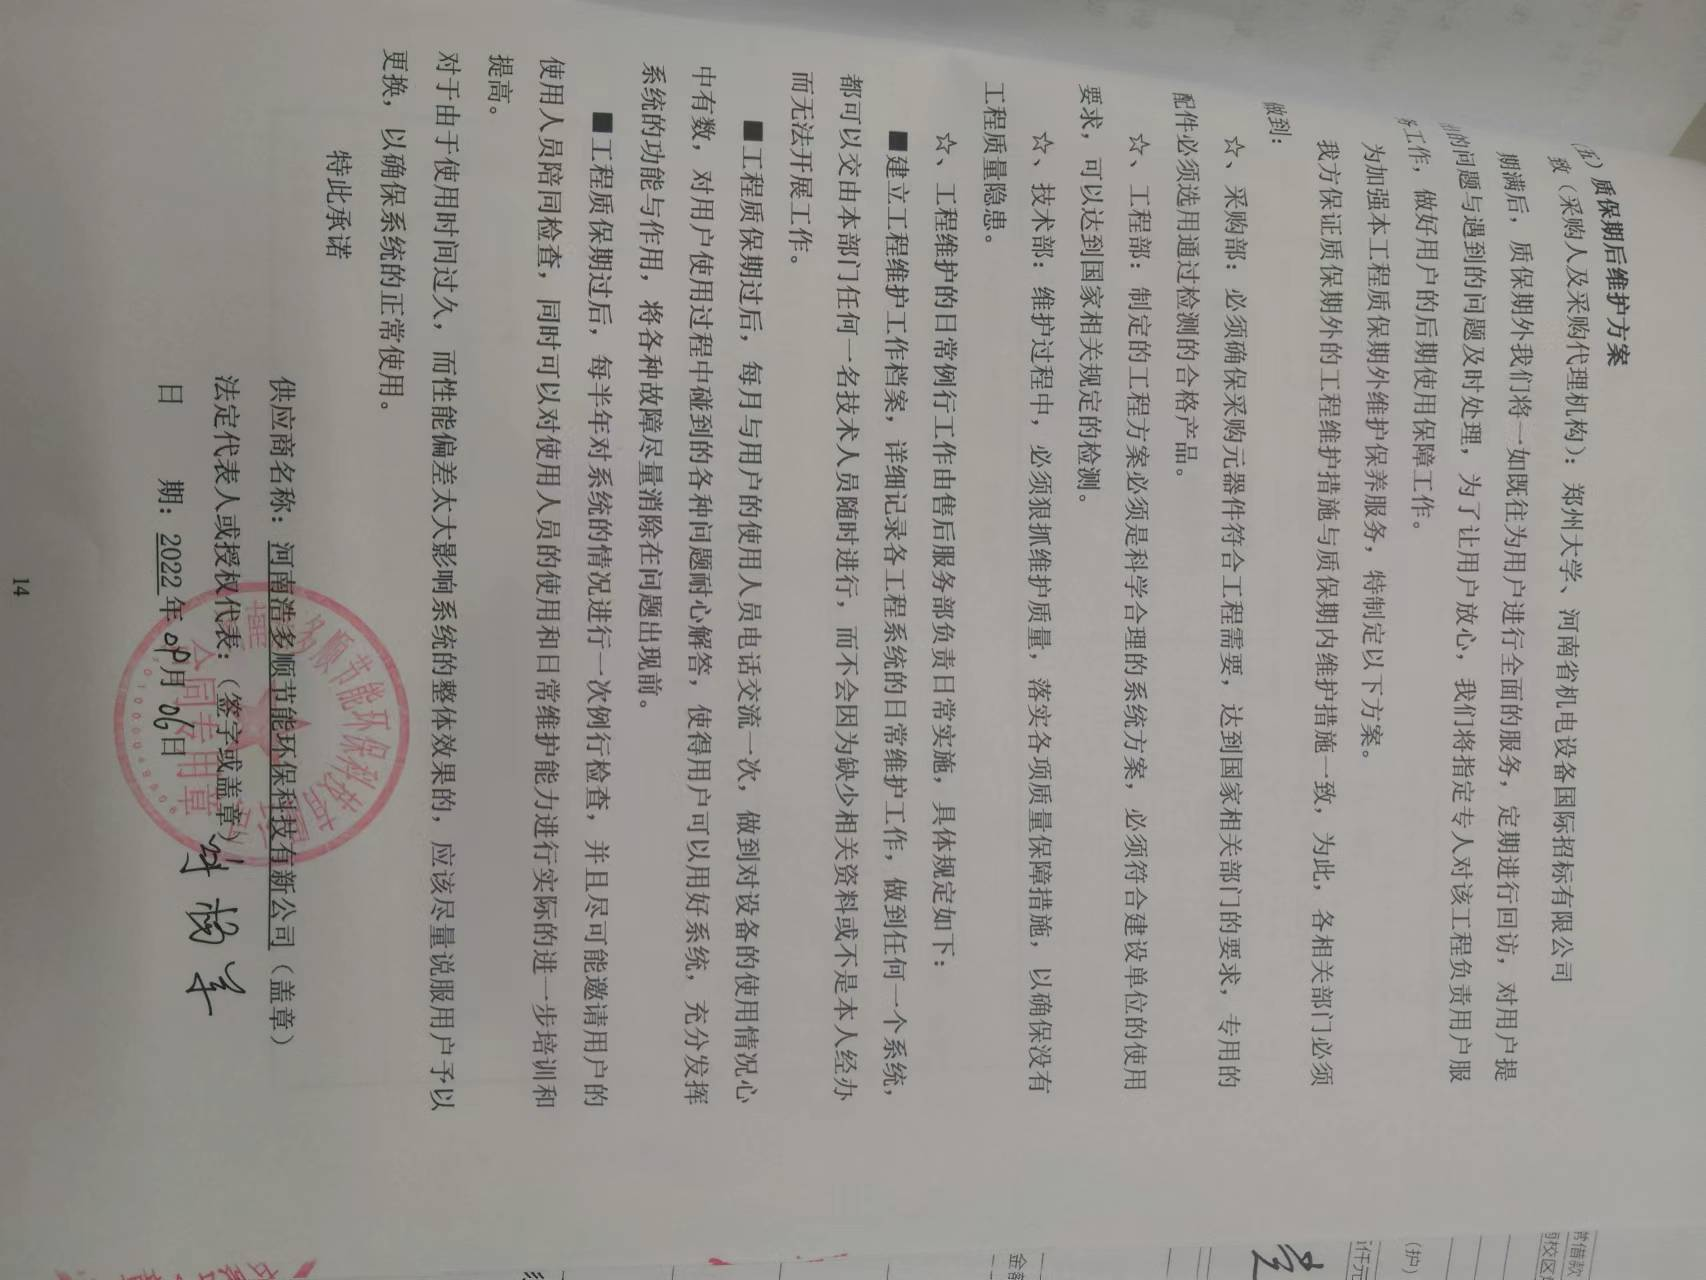 (五) 质保期后维护方案
致（采购人及采购代理机构）：郑州大学、河南省机电设备国际招标有限公司
期满后，质保期外我们将一如既往为用户进行全面的服务，定期进行回访，对用户提
的问题与遇到的问题及时处理，为了让用户放心，我们将指定专人对该工程负责用户服
务工作，做好用户的后期使用保障工作。
为加强本工程质保期外维护保养服务，特制定以下方案。
我方保证质保期外的工程维护措施与质保期内维护措施一致，为此，各相关部门必须
做到：
☆、采购部：必须确保采购元器件符合工程需要，达到国家相关部门的要求，专用的
配件必须选用通过检测的合格产品。
☆、工程部：制定的工程方案必须是科学合理的系统方案，必须符合建设单位的使用
要求，可以达到国家相关规定的检测。
☆、技术部：维护过程中，必须狠抓维护质量，落实各项质量保障措施，以确保没有
工程质量隐患。
☆、工程维护的日常例行工作由售后服务部负责日常实施，具体规定如下：
■建立工程维护工作档案，详细记录各工程系统的日常维护工作，做到任何一个系统，
都可以交由本部门任何一名技术人员随时进行，而不会因为缺少相关资料或不是本人经办
而无法开展工作。
■工程质保期过后，每月与用户的使用人员电话交流一次，做到对设备的使用情况心
中有数，对用户使用过程中碰到的各种问题耐心解答，使得用户可以用好系统，充分发挥
系统的功能与作用，将各种故障尽量消除在问题出现前。
■工程质保期过后，每半年对系统的情况进行一次例行检查，并且尽可能邀请用户的
使用人员陪同检查，同时可以对使用人员的使用和日常维护能力进行实际的进一步培训和
提高。
对于由于使用时间过久，而性能偏差太大影响系统的整体效果的，应该尽量说服用户予以
更换，以确保系统的正常使用。
特此承诺
供应商名称：河南浩多顺节能环保科技有新公司（盖章）
法定代表人或授权代表：（签字或盖章）
日 期：2022年09月06日
多顺节能环保科技
合同专用章
14
借款
校区
仟元
（护）